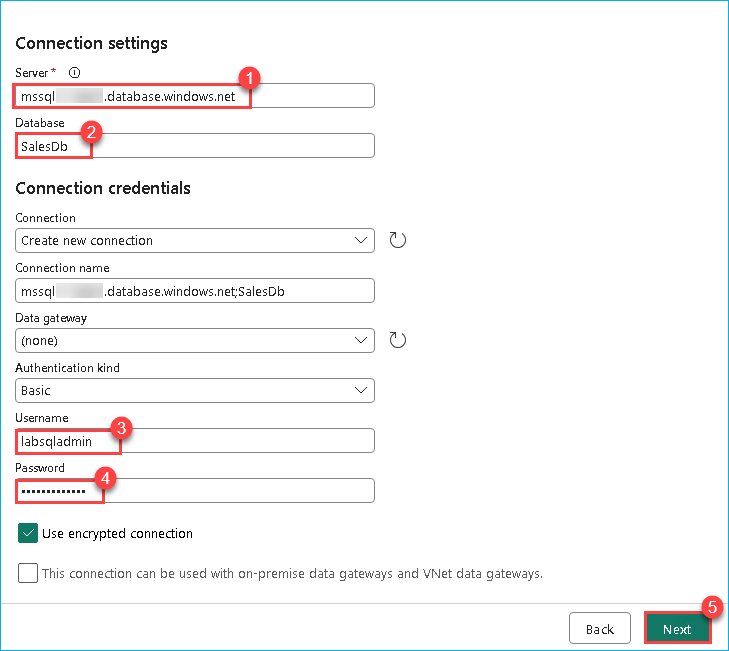 Connection settings
Server *
1
mssql .database.windows.net
Database
2
SalesDb
Connection credentials
Connection
Create new connection
Connection name
mssql .database.windows.net;SalesDb
Data gateway
(none)
Authentication kind
Basic
Username
3
labsqladmin
Password
4
•••••••••••••
Use encrypted connection
This connection can be used with on-premise data gateways and VNet data gateways.
5
Back Next